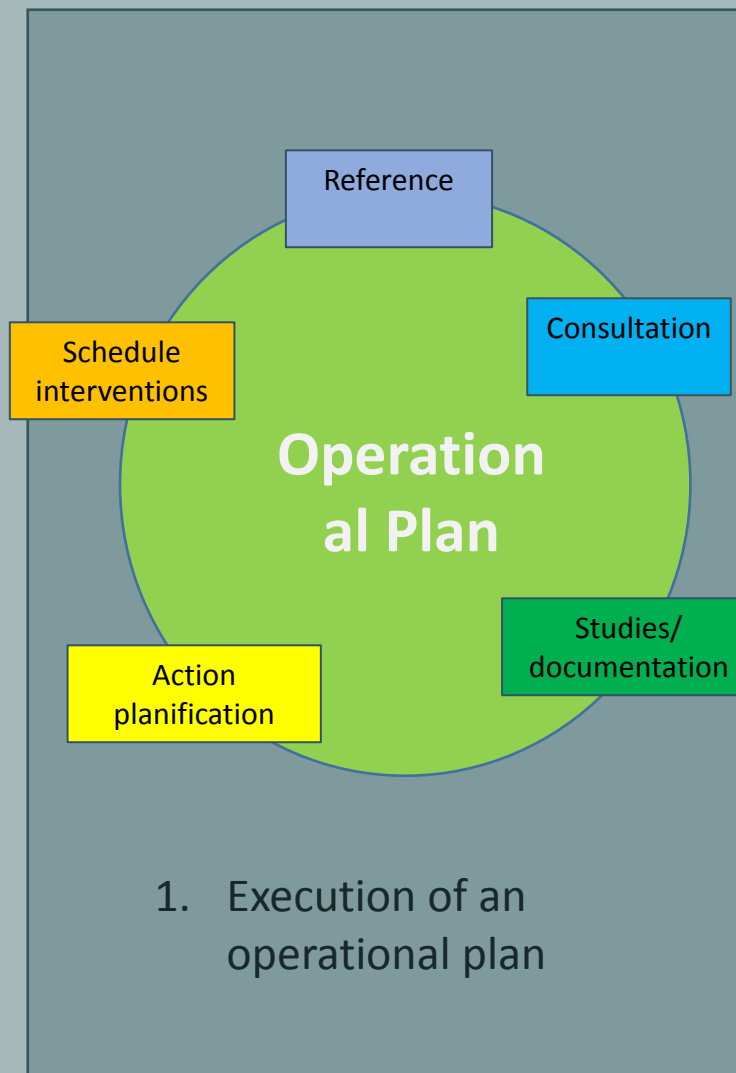 Reference
Consultation
Schedule
interventions
Operation
al Plan
Studies/
documentation
Action
planification
1. Execution of an
operational plan